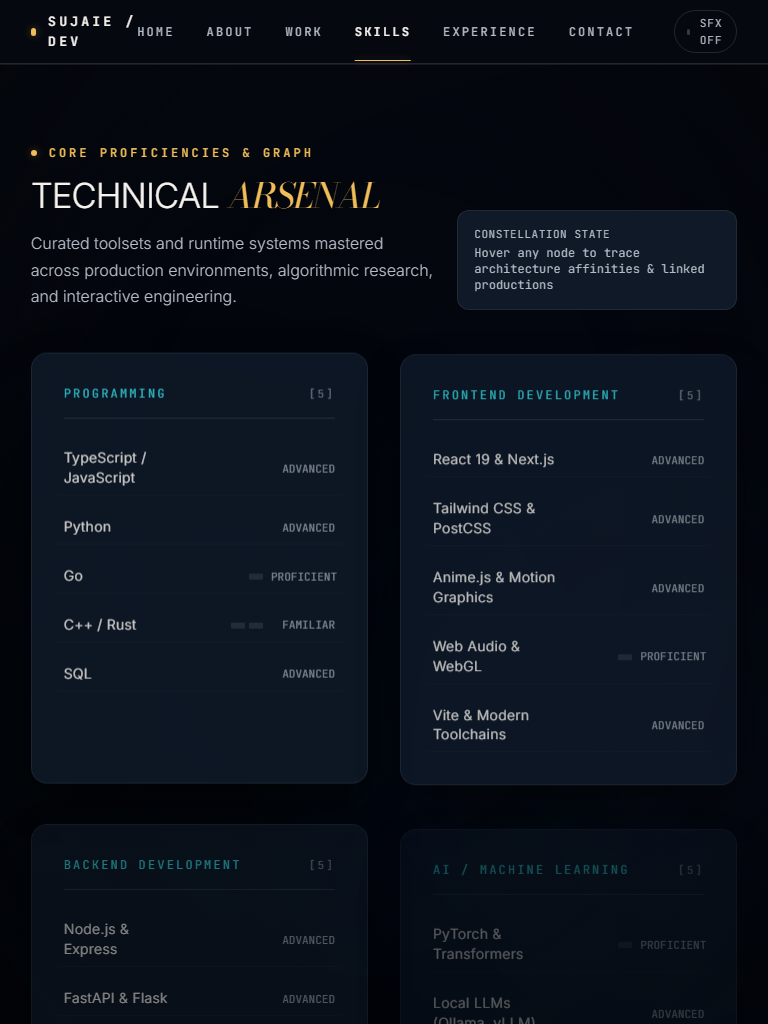 SUJAIE /
DEV
HOME
ABOUT
WORK
SKILLS
EXPERIENCE
CONTACT
SFX
OFF
CORE PROFICIENCIES & GRAPH
TECHNICAL ARSENAL
Curated toolsets and runtime systems mastered
across production environments, algorithmic research,
and interactive engineering.
CONSTELLATION STATE
Hover any node to trace
architecture affinities & linked
productions
PROGRAMMING [5]
TypeScript /
JavaScript
ADVANCED
Python ADVANCED
Go PROFICIENT
C++ / Rust FAMILIAR
SQL ADVANCED
FRONTEND DEVELOPMENT [5]
React 19 & Next.js ADVANCED
Tailwind CSS &
PostCSS
ADVANCED
Anime.js & Motion
Graphics
ADVANCED
Web Audio &
WebGL
PROFICIENT
Vite & Modern
Toolchains
ADVANCED
BACKEND DEVELOPMENT [5]
Node.js &
Express
ADVANCED
FastAPI & Flask ADVANCED
AI / MACHINE LEARNING [5]
PyTorch &
Transformers
PROFICIENT
Local LLMs
(Ollama, vLLM)
ADVANCED